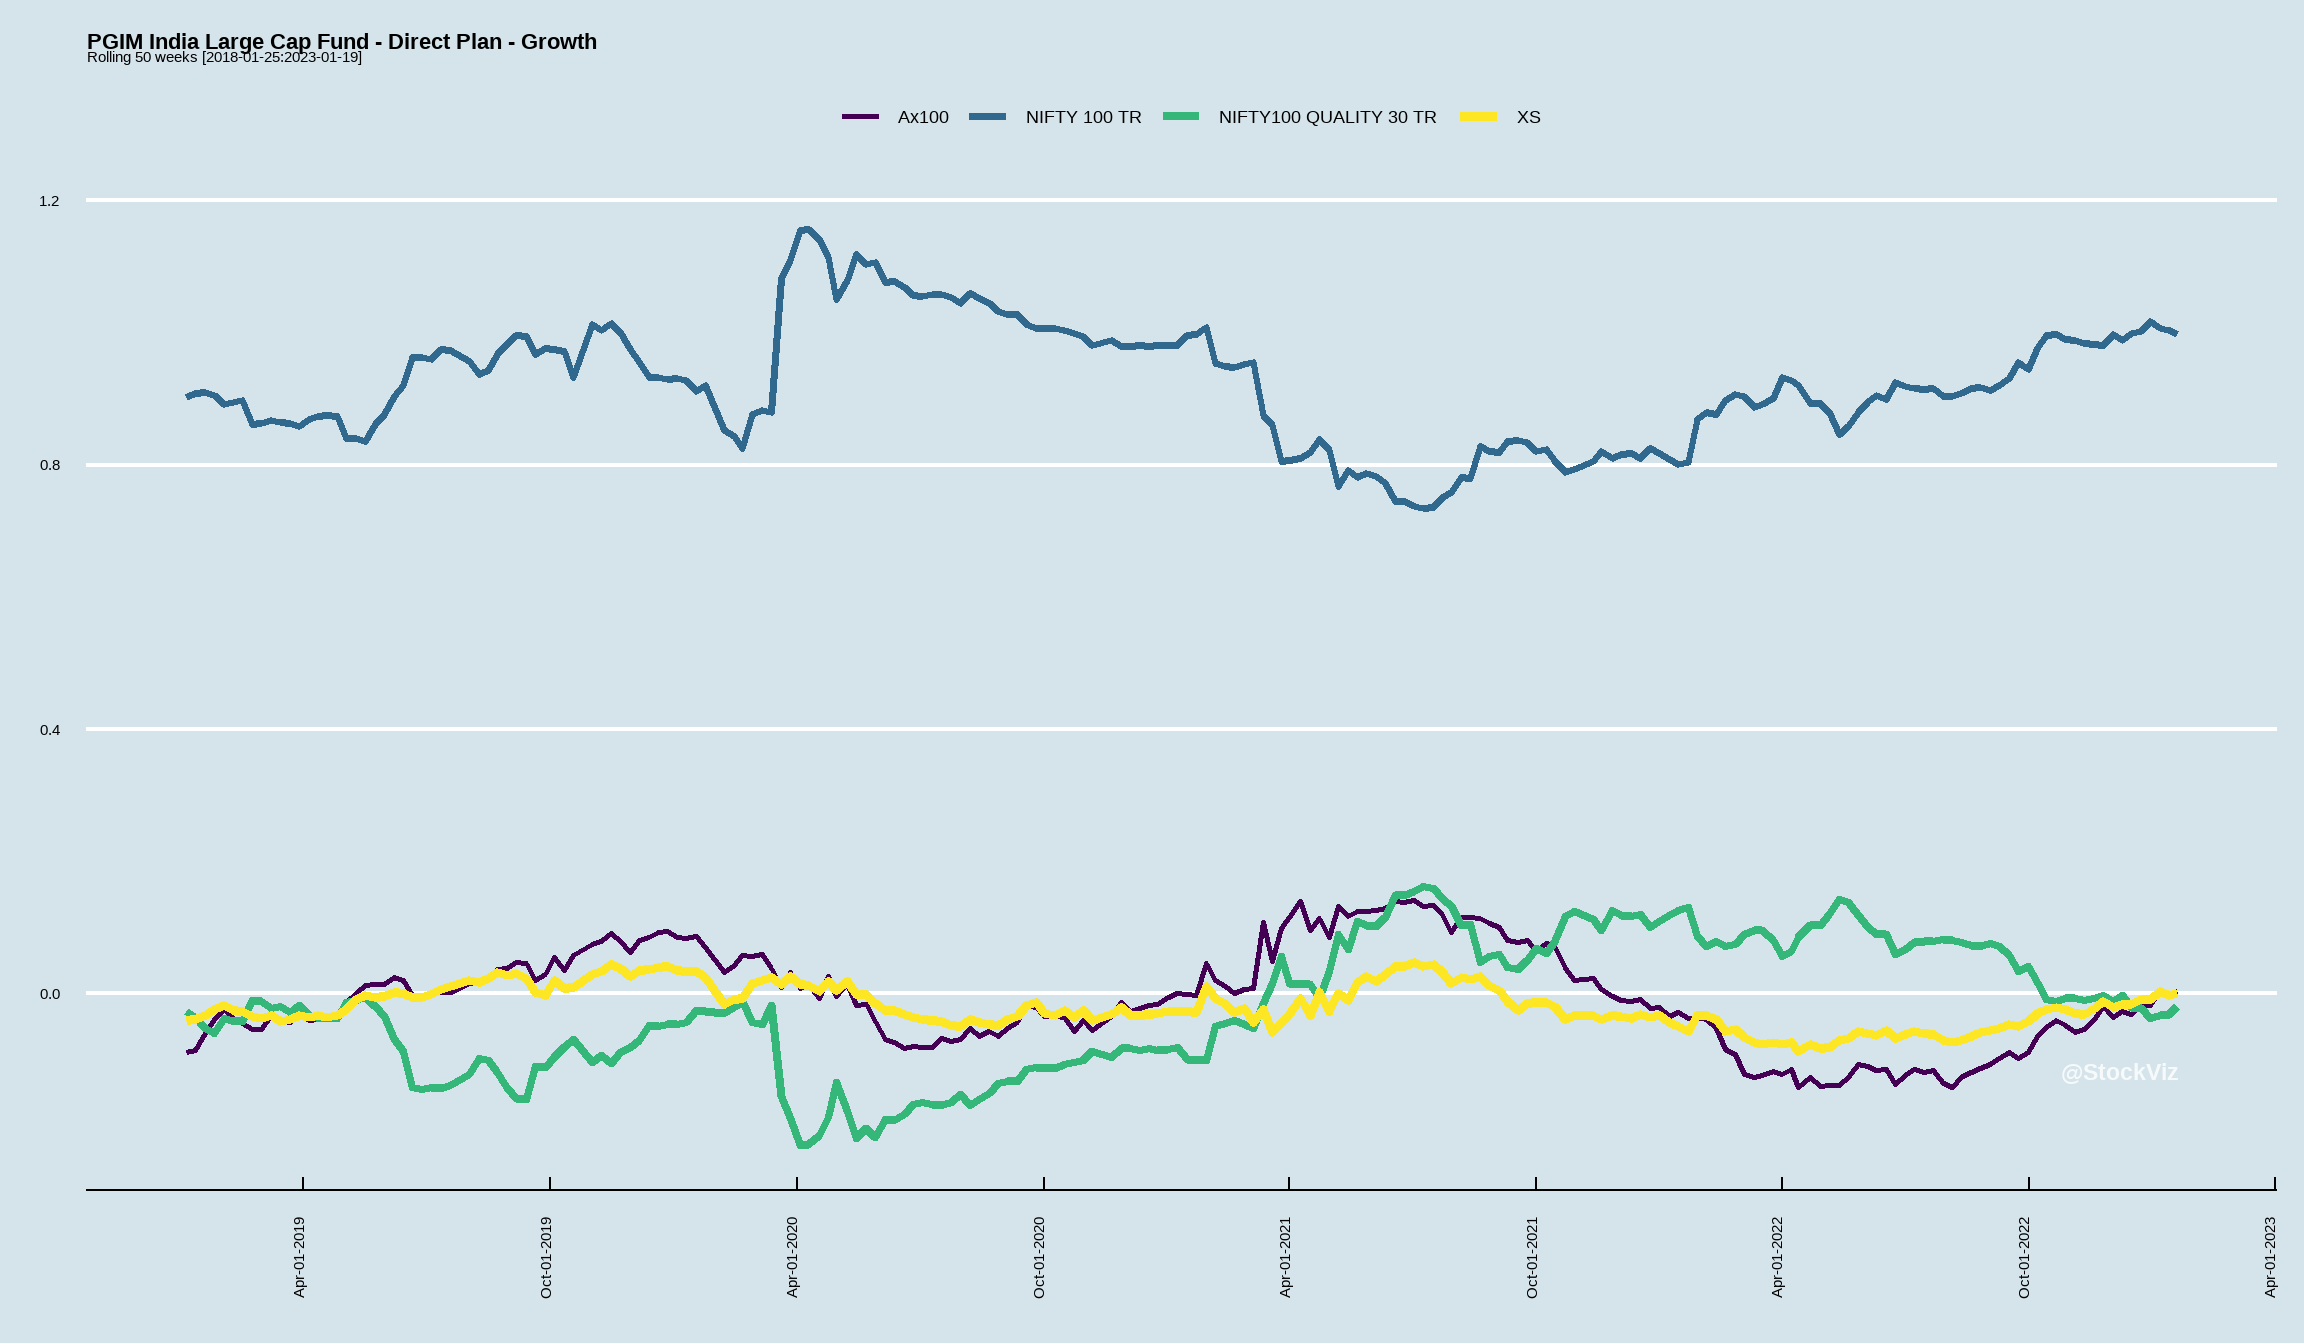 PGIM India Large Cap Fund - Direct Plan - Growth
Rolling 50 weeks [2018-01-25:2023-01-19]
Ax100 NIFTY 100 TR NIFTY100 QUALITY 30 TR XS
1.2
0.8
0.4
0.0
@StockViz
Apr-01-2019 Oct-01-2019 Apr-01-2020 Oct-01-2020 Apr-01-2021 Oct-01-2021 Apr-01-2022 Oct-01-2022 Apr-01-2023